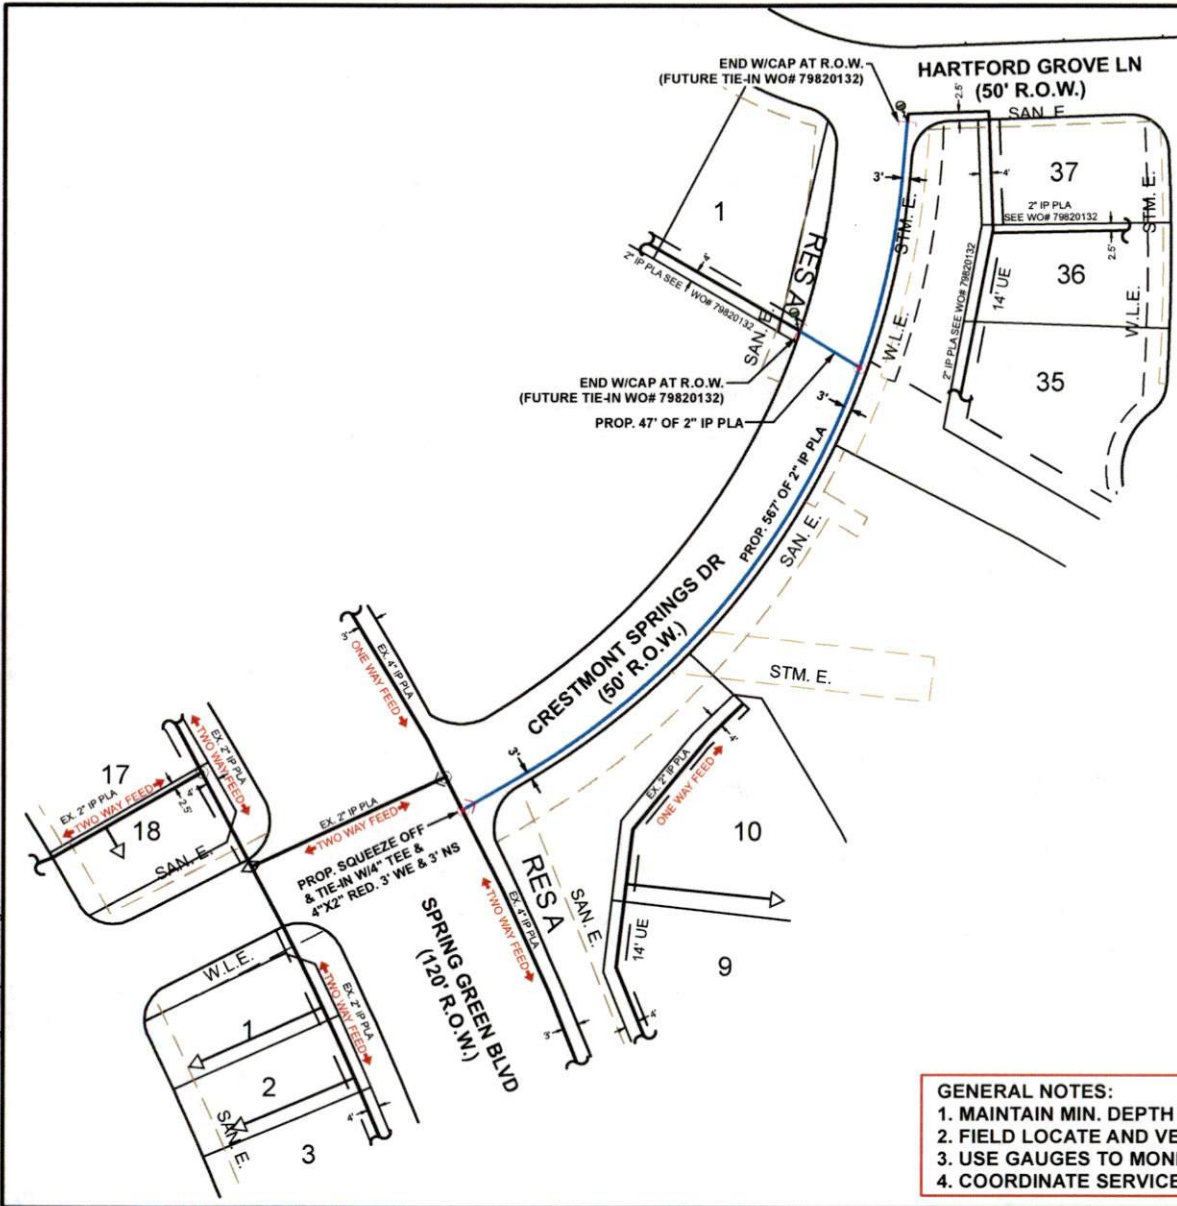 END W/CAP AT R.O.W.
(FUTURE TIE-IN WO# 79820132)
HARTFORD GROVE LN
(50' R.O.W.)
SAN. E.
2.5'
37
4'
2" IP PLA
SEE WO# 79820132
2.5'
STM. E.
36
14' UE
2" IP PLA SEE WO# 79820132
W.L.E.
35
3'
STM. E.
W.L.E.
1
RES A
4'
2" IP PLA SEE WO# 79820132
SAN. E.
END W/CAP AT R.O.W.
(FUTURE TIE-IN WO# 79820132)
PROP. 47' OF 2" IP PLA
3'
PROP. 567' OF 2" IP PLA
SAN. E.
CRESTMONT SPRINGS DR
(50' R.O.W.)
STM. E.
3'
EX. 4" IP PLA
ONE WAY FEED
3'
17
EX. 2" IP PLA
TWO WAY FEED
2.5'
4'
EX. 2" IP PLA
TWO WAY FEED
18
SAN. E.
EX. 2" IP PLA
TWO WAY FEED
PROP. SQUEEZE OFF
& TIE-IN W/4" TEE &
4"X2" RED. 3' WE & 3' NS
EX. 2" IP PLA
4'
ONE WAY FEED
10
RES A
SAN. E.
EX. 4" IP PLA
TWO WAY FEED
3'
14' UE
4'
9
SPRING GREEN BLVD
(120' R.O.W.)
W.L.E.
EX. 2" IP PLA
TWO WAY FEED
1
2
SAN. E.
4'
3
GENERAL NOTES:
1. MAINTAIN MIN. DEPTH
2. FIELD LOCATE AND VE
3. USE GAUGES TO MON
4. COORDINATE SERVICE